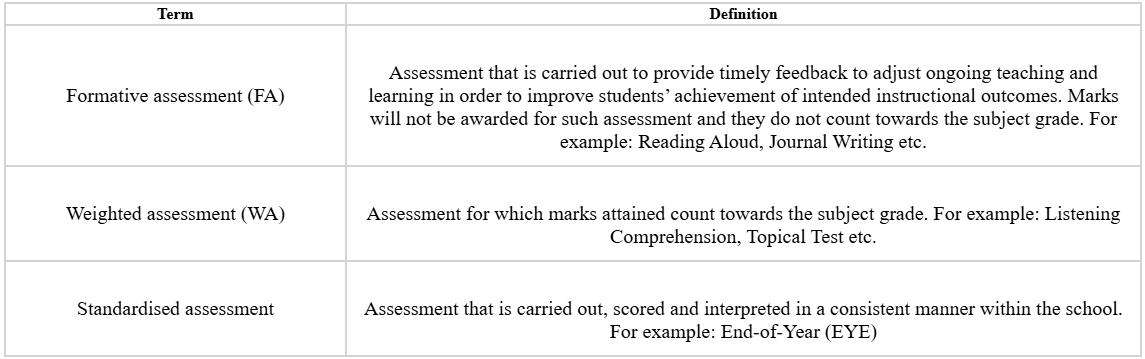 Term
Definition
Formative assessment (FA)
Assessment that is carried out to provide timely feedback to adjust ongoing teaching and
learning in order to improve students’ achievement of intended instructional outcomes. Marks
will not be awarded for such assessment and they do not count towards the subject grade. For
example: Reading Aloud, Journal Writing etc.
Weighted assessment (WA)
Assessment for which marks attained count towards the subject grade. For example: Listening
Comprehension, Topical Test etc.
Standardised assessment
Assessment that is carried out, scored and interpreted in a consistent manner within the school.
For example: End-of-Year (EYE)